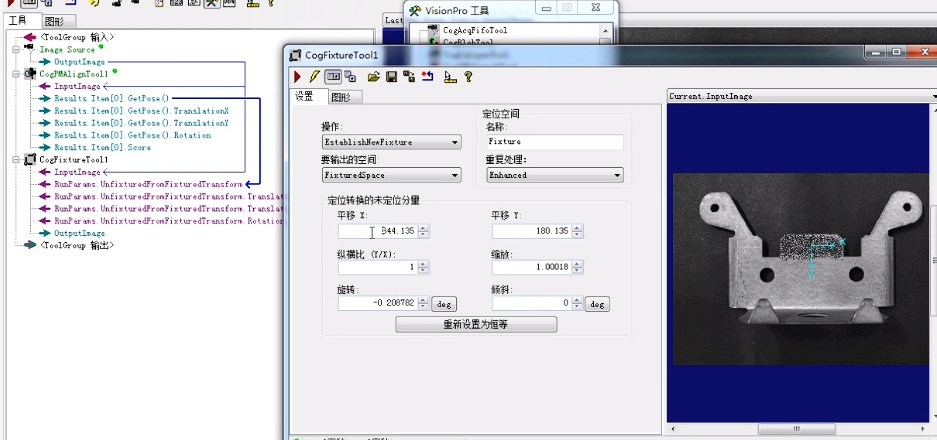 工具 图形
<ToolGroup 输入>
Image Source
OutputImage
CogPMAlignTool1
InputImage
Results.Item[0].GetPose()
Results.Item[0].GetPose().TranslationX
Results.Item[0].GetPose().TranslationY
Results.Item[0].GetPose().Rotation
Results.Item[0].Score
CogFixtureTool1
InputImage
RunParams.UnfixturedFromFixturedTransform
RunParams.UnfixturedFromFixturedTransform.Transla
RunParams.UnfixturedFromFixturedTransform.Transla
RunParams.UnfixturedFromFixturedTransform.Rotation
OutputImage
<ToolGroup 输出>
Last
VisionPro 工具
CogAcqFifoTool
CogBlobTool
CogFixtureTool1
设置 图形
操作:
EstablishNewFixture
要输出的空间:
FixturedSpace
定位空间
名称:
Fixture
重复处理:
Enhanced
定位转换的未定位分量
平移 X: 平移 Y:
344.135 180.135
纵横比 (Y/X): 缩放:
1 1.00018
旋转: 倾斜:
-0.208782 deg 0 deg
重新设置为恒等
Current.InputImage
X
Y